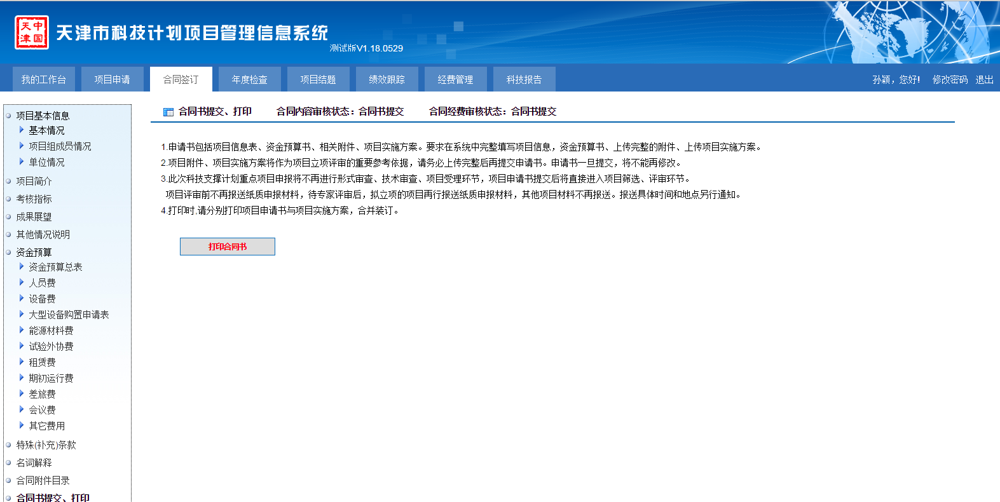 中国天津
天津市科技计划项目管理信息系统
测试版V1.18.0529
我的工作台 项目申请 合同签订 年度检查 项目结题 绩效跟踪 经费管理 科技报告 孙颖，您好! 修改密码 退出
合同书提交、打印 合同内容审核状态：合同书提交 合同经费审核状态：合同书提交
1.申请书包括项目信息表、资金预算书、相关附件、项目实施方案。要求在系统中完整填写项目信息，资金预算书、上传完整的附件、上传项目实施方案。
2.项目附件、项目实施方案将作为项目立项评审的重要参考依据，请务必上传完整后再提交申请书。申请书一旦提交，将不能再修改。
3.此次科技支撑计划重点项目申报将不再进行形式审查、技术审查、项目受理环节，项目申请书提交后将直接进入项目筛选、评审环节。
项目评审前不再报送纸质申报材料，待专家评审后，拟立项的项目再行报送纸质申报材料，其他项目材料不再报送。报送具体时间和地点另行通知。
4.打印时,请分别打印项目申请书与项目实施方案，合并装订。
打印合同书
项目基本信息
基本情况
项目组成员情况
单位情况
项目简介
考核指标
成果展望
其他情况说明
资金预算
资金预算总表
人员费
设备费
大型设备购置申请表
能源材料费
试验外协费
租赁费
期初运行费
差旅费
会议费
其它费用
特殊(补充)条款
名词解释
合同附件目录
合同书提交、打印